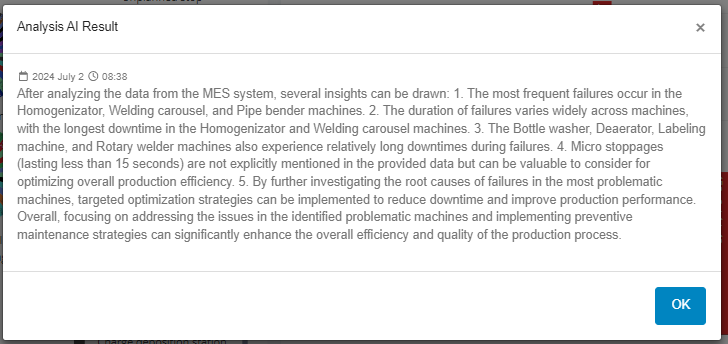 Analysis AI Result
×
2024 July 2 08:38
After analyzing the data from the MES system, several insights can be drawn: 1. The most frequent failures occur in the
Homogenizator, Welding carousel, and Pipe bender machines. 2. The duration of failures varies widely across machines,
with the longest downtime in the Homogenizator and Welding carousel machines. 3. The Bottle washer, Deaerator, Labeling
machine, and Rotary welder machines also experience relatively long downtimes during failures. 4. Micro stoppages
(lasting less than 15 seconds) are not explicitly mentioned in the provided data but can be valuable to consider for
optimizing overall production efficiency. 5. By further investigating the root causes of failures in the most problematic
machines, targeted optimization strategies can be implemented to reduce downtime and improve production performance.
Overall, focusing on addressing the issues in the identified problematic machines and implementing preventive
maintenance strategies can significantly enhance the overall efficiency and quality of the production process.
OK